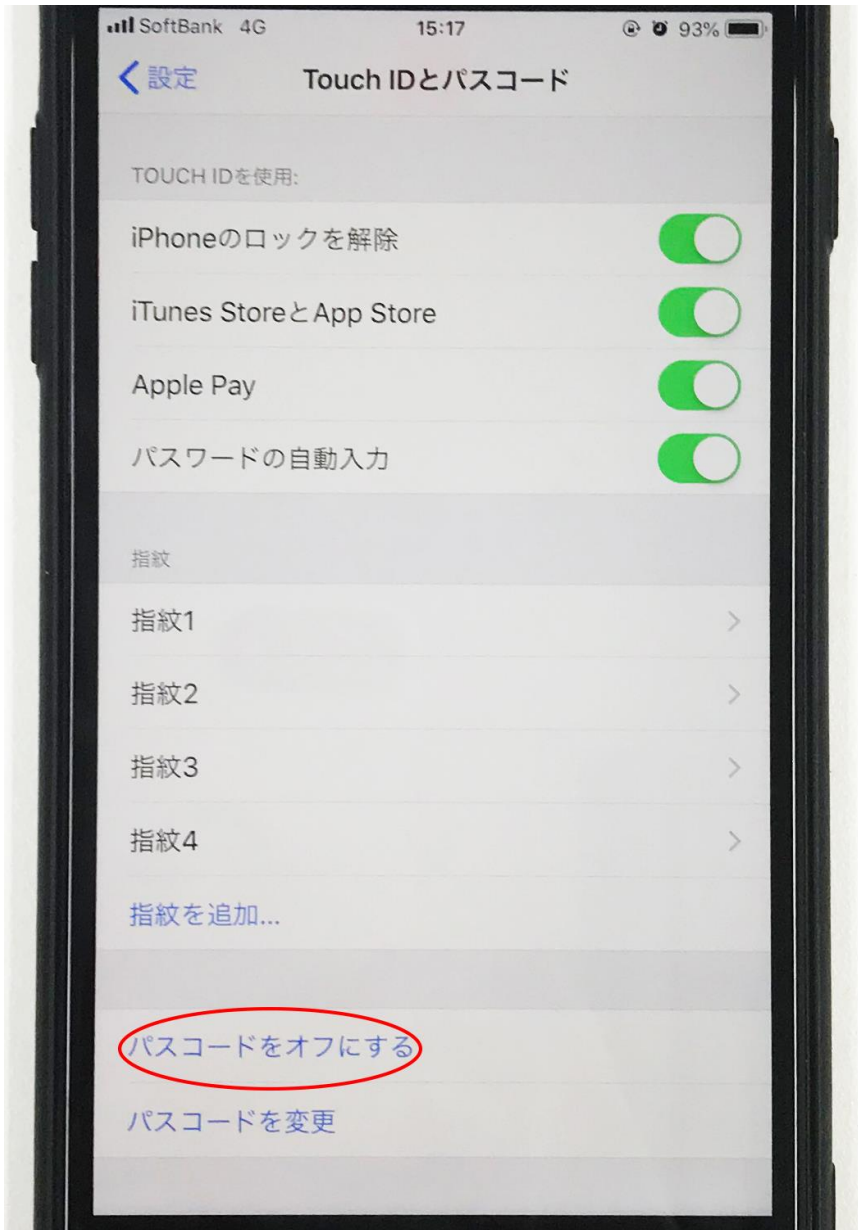 SoftBank 4G 15:17 93%
設定 Touch IDとパスコード
TOUCH IDを使用:
iPhoneのロックを解除
iTunes StoreとApp Store
Apple Pay
パスワードの自動入力
指紋
指紋1
指紋2
指紋3
指紋4
指紋を追加...
パスコードをオフにする
パスコードを変更